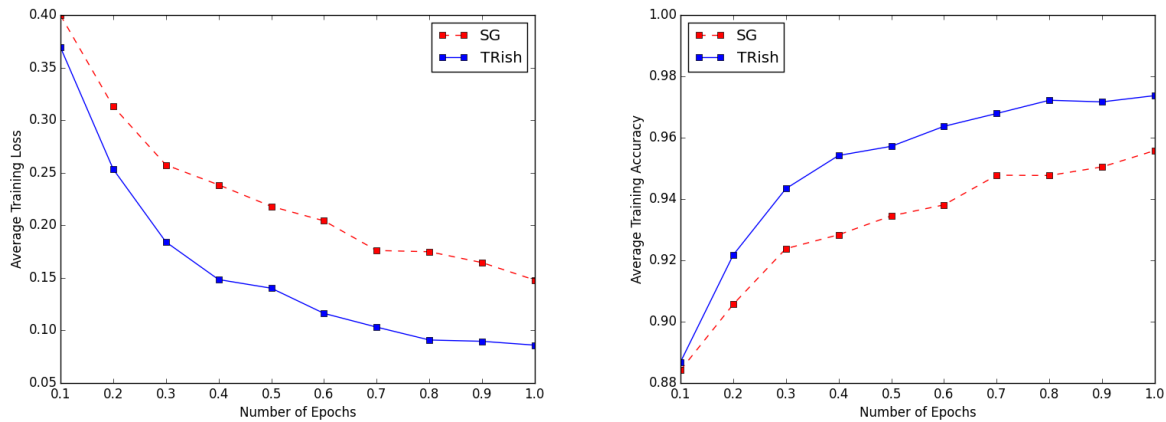 0.40
0.35
0.30
0.25
0.20
0.15
0.10
0.05
Average Training Loss
0.1 0.2 0.3 0.4 0.5 0.6 0.7 0.8 0.9 1.0
Number of Epochs
SG
TRish
1.00
0.98
0.96
0.94
0.92
0.90
0.88
Average Training Accuracy
0.1 0.2 0.3 0.4 0.5 0.6 0.7 0.8 0.9 1.0
Number of Epochs
SG
TRish